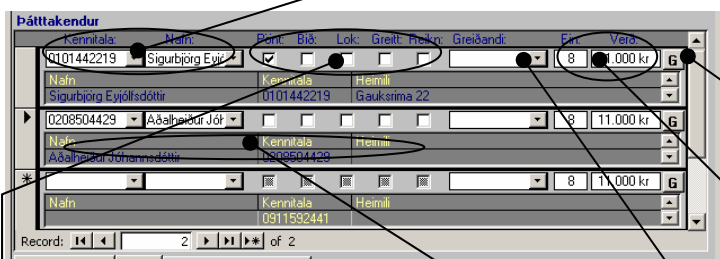 Þátttakendur
Kennitala: Nafn: Pönt: Bið: Lok: Greitt: Reikn: Greiðandi: Ein: Verð:
0101442219 Sigurbjörg Eyjó 8 11.000 kr G
Nafn Kennitala Heimili
Sigurbjörg Eyjólfsdóttir 0101442219 Gauksrima 22
0208504429 Aðalheiður Jóh 8 11.000 kr G
Nafn Kennitala Heimili
Aðalheiður Jóhannsdóttir 0208504429
8 11.000 kr G
Nafn Kennitala Heimili
0911592441
Record: 2 of 2